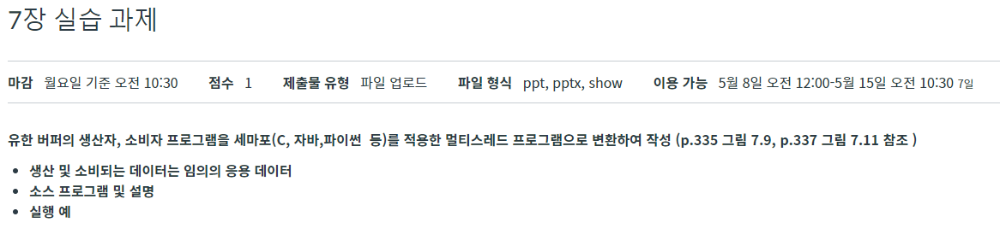 7장 실습 과제
마감 월요일 기준 오전 10:30 점수 1 제출물 유형 파일 업로드 파일 형식 ppt, pptx, show 이용 가능 5월 8일 오전 12:00-5월 15일 오전 10:30 7일
유한 버퍼의 생산자, 소비자 프로그램을 세마포(C, 자바,파이썬 등)를 적용한 멀티스레드 프로그램으로 변환하여 작성 (p.335 그림 7.9, p.337 그림 7.11 참조 )
• 생산 및 소비되는 데이터는 임의의 응용 데이터
• 소스 프로그램 및 설명
• 실행 예